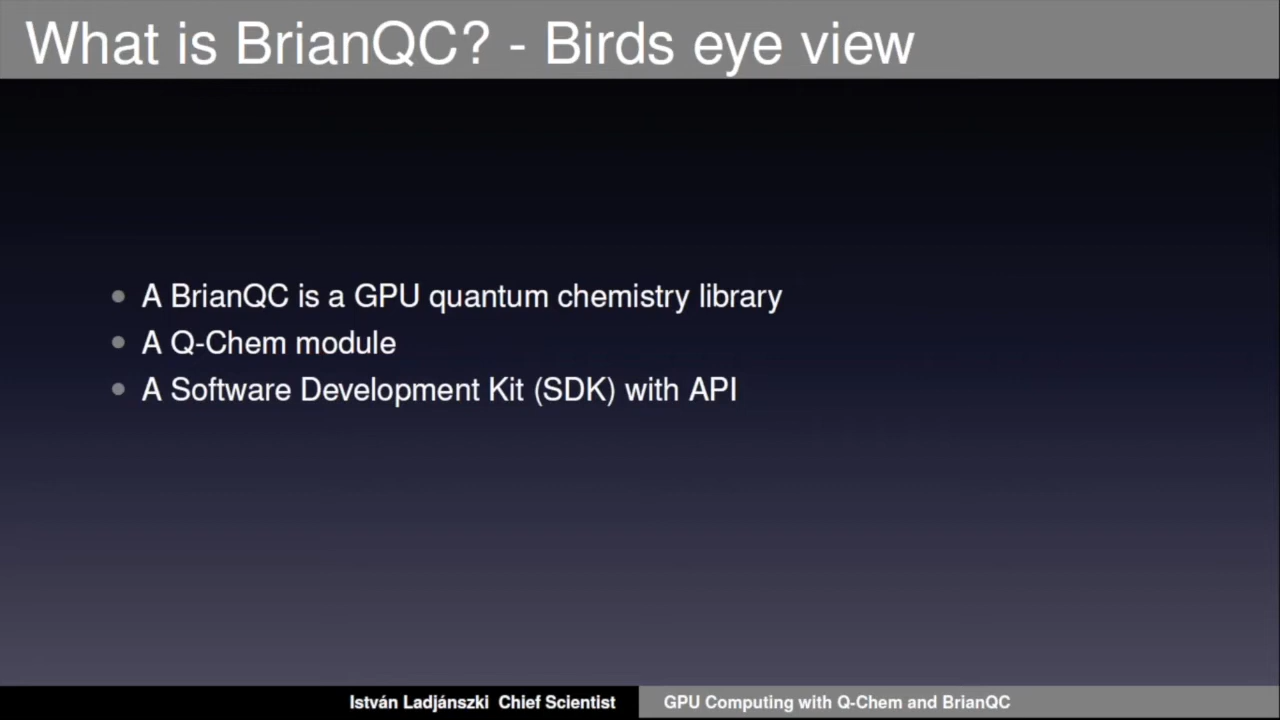 What is BrianQC? - Birds eye view
A BrianQC is a GPU quantum chemistry library
A Q-Chem module
A Software Development Kit (SDK) with API
István Ladjánszki Chief Scientist
GPU Computing with Q-Chem and BrianQC